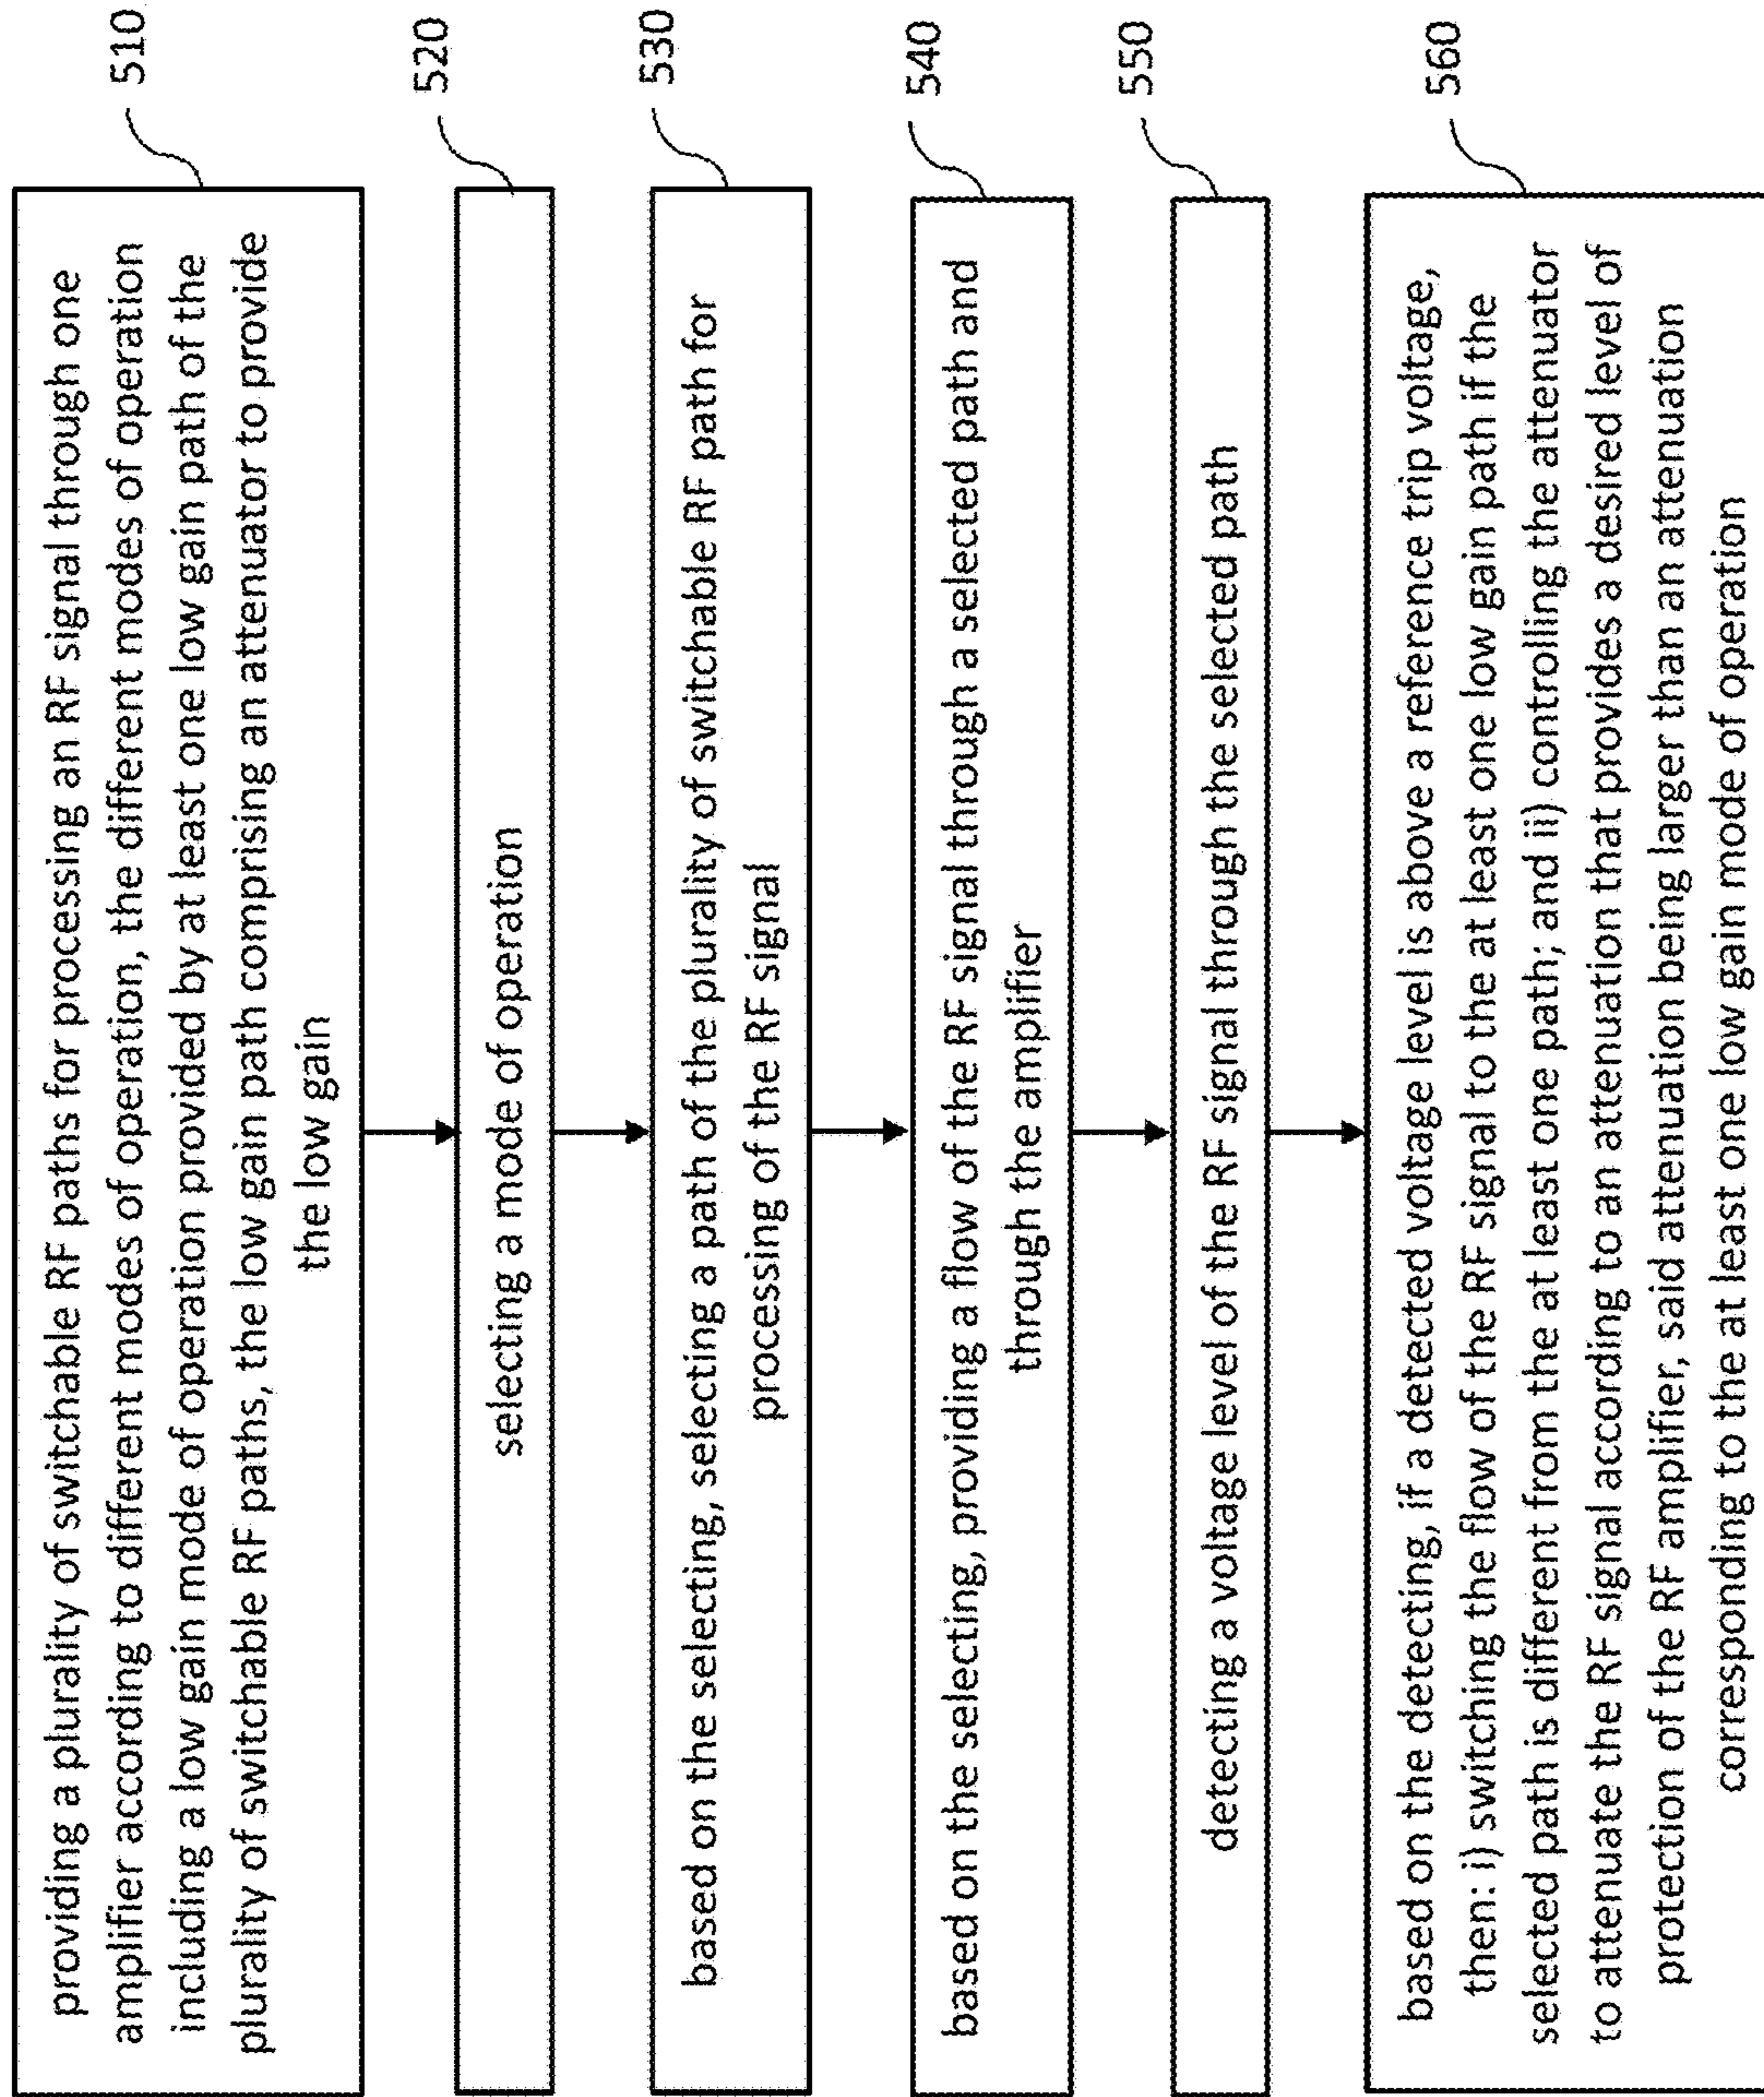 providing a plurality of switchable RF paths for processing an RF signal through one
amplifier according to different modes of operation, the different modes of operation
including a low gain mode of operation provided by at least one low gain path of the
plurality of switchable RF paths, the low gain path comprising an attenuator to provide
the low gain
510
selecting a mode of operation
520
based on the selecting, selecting a path of the plurality of switchable RF path for
processing of the RF signal
530
based on the selecting, providing a flow of the RF signal through a selected path and
through the amplifier
540
detecting a voltage level of the RF signal through the selected path
550
based on the detecting, if a detected voltage level is above a reference trip voltage,
then: i) switching the flow of the RF signal to the at least one low gain path if the
selected path is different from the at least one path; and ii) controlling the attenuator
to attenuate the RF signal according to an attenuation that provides a desired level of
protection of the RF amplifier, said attenuation being larger than an attenuation
corresponding to the at least one low gain mode of operation
560